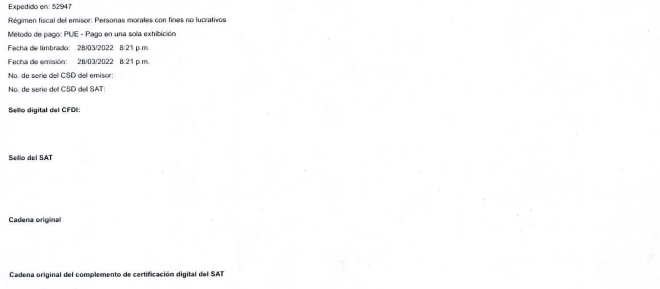 Expedido en: 52947
Régimen fiscal del emisor: Personas morales con fines no lucrativos
Método de pago: PUE - Pago en una sola exhibición
Fecha de timbrado: 28/03/2022 8:21 p.m.
Fecha de emisión: 28/03/2022 8:21 p.m.
No. de serie del CSD del emisor:
No. de serie del CSD del SAT:
Sello digital del CFDI:
Sello del SAT
Cadena original
Cadena original del complemento de certificación digital del SAT